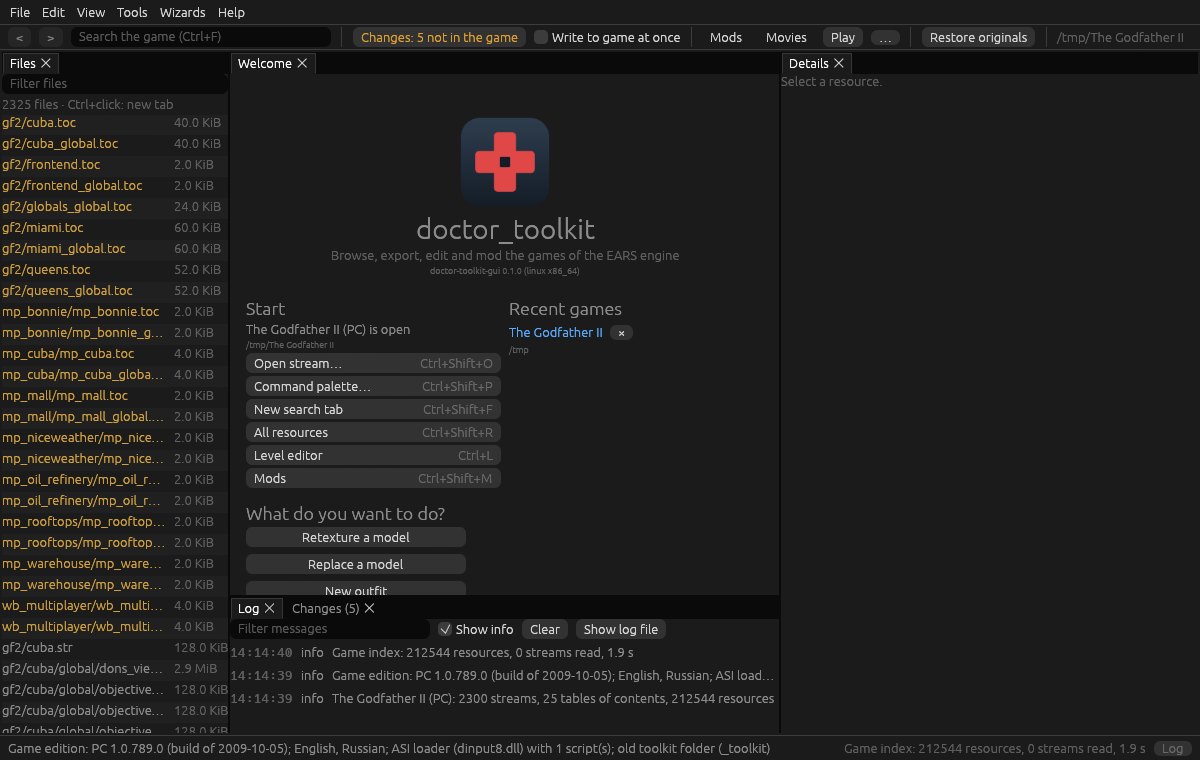 File Edit View Tools Wizards Help
< > Search the game (Ctrl+F) Changes: 5 not in the game Write to game at once Mods Movies Play ... Restore originals /tmp/The Godfather II
Files
Filter files
2325 files · Ctrl+click: new tab
gf2/cuba.toc 40.0 KiB
gf2/cuba_global.toc 40.0 KiB
gf2/frontend.toc 2.0 KiB
gf2/frontend_global.toc 2.0 KiB
gf2/globals_global.toc 24.0 KiB
gf2/miami.toc 60.0 KiB
gf2/miami_global.toc 60.0 KiB
gf2/queens.toc 52.0 KiB
gf2/queens_global.toc 52.0 KiB
mp_bonnie/mp_bonnie.toc 2.0 KiB
mp_bonnie/mp_bonnie_g... 2.0 KiB
mp_cuba/mp_cuba.toc 4.0 KiB
mp_cuba/mp_cuba_globa... 4.0 KiB
mp_mall/mp_mall.toc 2.0 KiB
mp_mall/mp_mall_global.... 2.0 KiB
mp_niceweather/mp_nice... 2.0 KiB
mp_niceweather/mp_nice... 2.0 KiB
mp_oil_refinery/mp_oil_r... 2.0 KiB
mp_oil_refinery/mp_oil_r... 2.0 KiB
mp_rooftops/mp_rooftop... 2.0 KiB
mp_rooftops/mp_rooftop... 2.0 KiB
mp_warehouse/mp_ware... 2.0 KiB
mp_warehouse/mp_ware... 2.0 KiB
wb_multiplayer/wb_multi... 4.0 KiB
wb_multiplayer/wb_multi... 4.0 KiB
gf2/cuba.str 128.0 KiB
gf2/cuba/global/dons_vie... 2.9 MiB
gf2/cuba/global/objective... 128.0 KiB
gf2/cuba/global/objective... 128.0 KiB
gf2/cuba/global/objective... 128.0 KiB
Welcome
doctor_toolkit
Browse, export, edit and mod the games of the EARS engine
doctor-toolkit-gui 0.1.0 (linux x86_64)
Start
The Godfather II (PC) is open
/tmp/The Godfather II
Open stream... Ctrl+Shift+O
Command palette... Ctrl+Shift+P
New search tab Ctrl+Shift+F
All resources Ctrl+Shift+R
Level editor Ctrl+L
Mods Ctrl+Shift+M
Recent games
The Godfather II ×
/tmp
What do you want to do?
Retexture a model
Replace a model
New outfit
Log Changes (5)
Filter messages Show info Clear Show log file
14:14:40 info Game index: 212544 resources, 0 streams read, 1.9 s
14:14:39 info Game edition: PC 1.0.789.0 (build of 2009-10-05); English, Russian; ASI load...
14:14:39 info The Godfather II (PC): 2300 streams, 25 tables of contents, 212544 resources
Details
Select a resource.
Game edition: PC 1.0.789.0 (build of 2009-10-05); English, Russian; ASI loader (dinput8.dll) with 1 script(s); old toolkit folder (_toolkit) Game index: 212544 resources, 0 streams read, 1.9 s Log